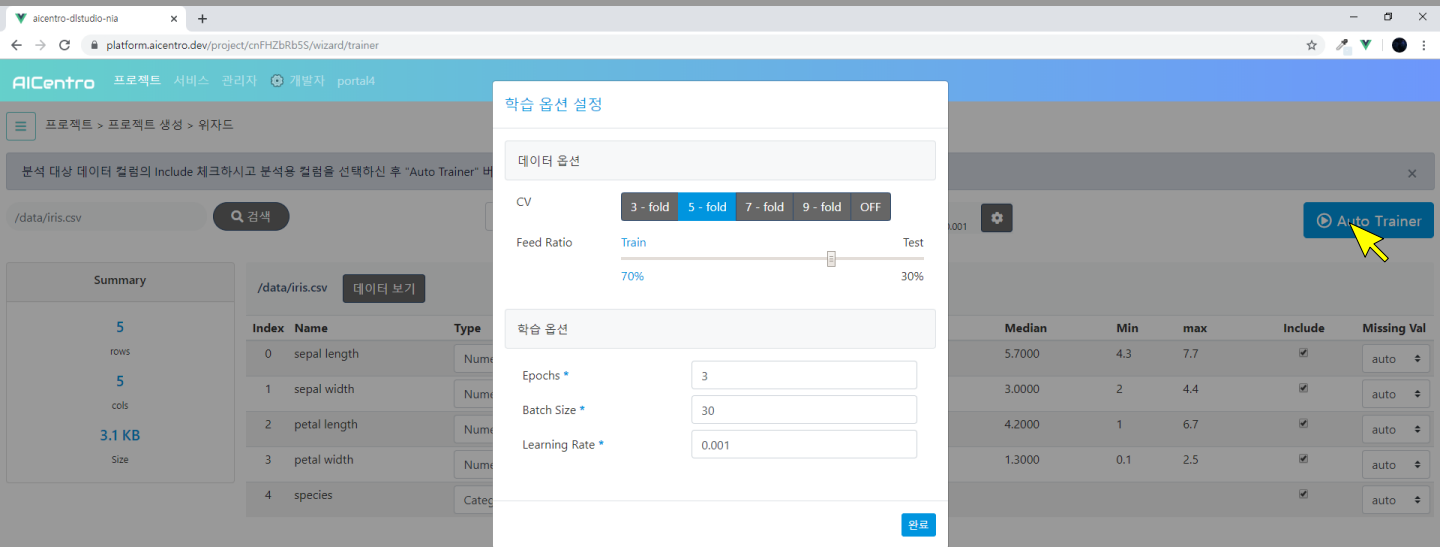 aicentro-dlstudio-nia
platform.aicentro.dev/project/cnFHZbRb5S/wizard/trainer
AICentro 프로젝트 서비스 관리자 개발자 portal4
프로젝트 > 프로젝트 생성 > 위자드
분석 대상 데이터 컬럼의 Include 체크하시고 분석용 컬럼을 선택하신 후 "Auto Trainer" 버
/data/iris.csv 검색
0.001
Auto Trainer
Summary
5
rows
5
cols
3.1 KB
Size
/data/iris.csv 데이터 보기
Index Name Type Median Min max Include Missing Val
0 sepal length Nume 5.7000 4.3 7.7 auto
1 sepal width Nume 3.0000 2 4.4 auto
2 petal length Nume 4.2000 1 6.7 auto
3 petal width Nume 1.3000 0.1 2.5 auto
4 species Categ auto
학습 옵션 설정
데이터 옵션
CV 3 - fold 5 - fold 7 - fold 9 - fold OFF
Feed Ratio Train Test
70% 30%
학습 옵션
Epochs * 3
Batch Size * 30
Learning Rate * 0.001
완료